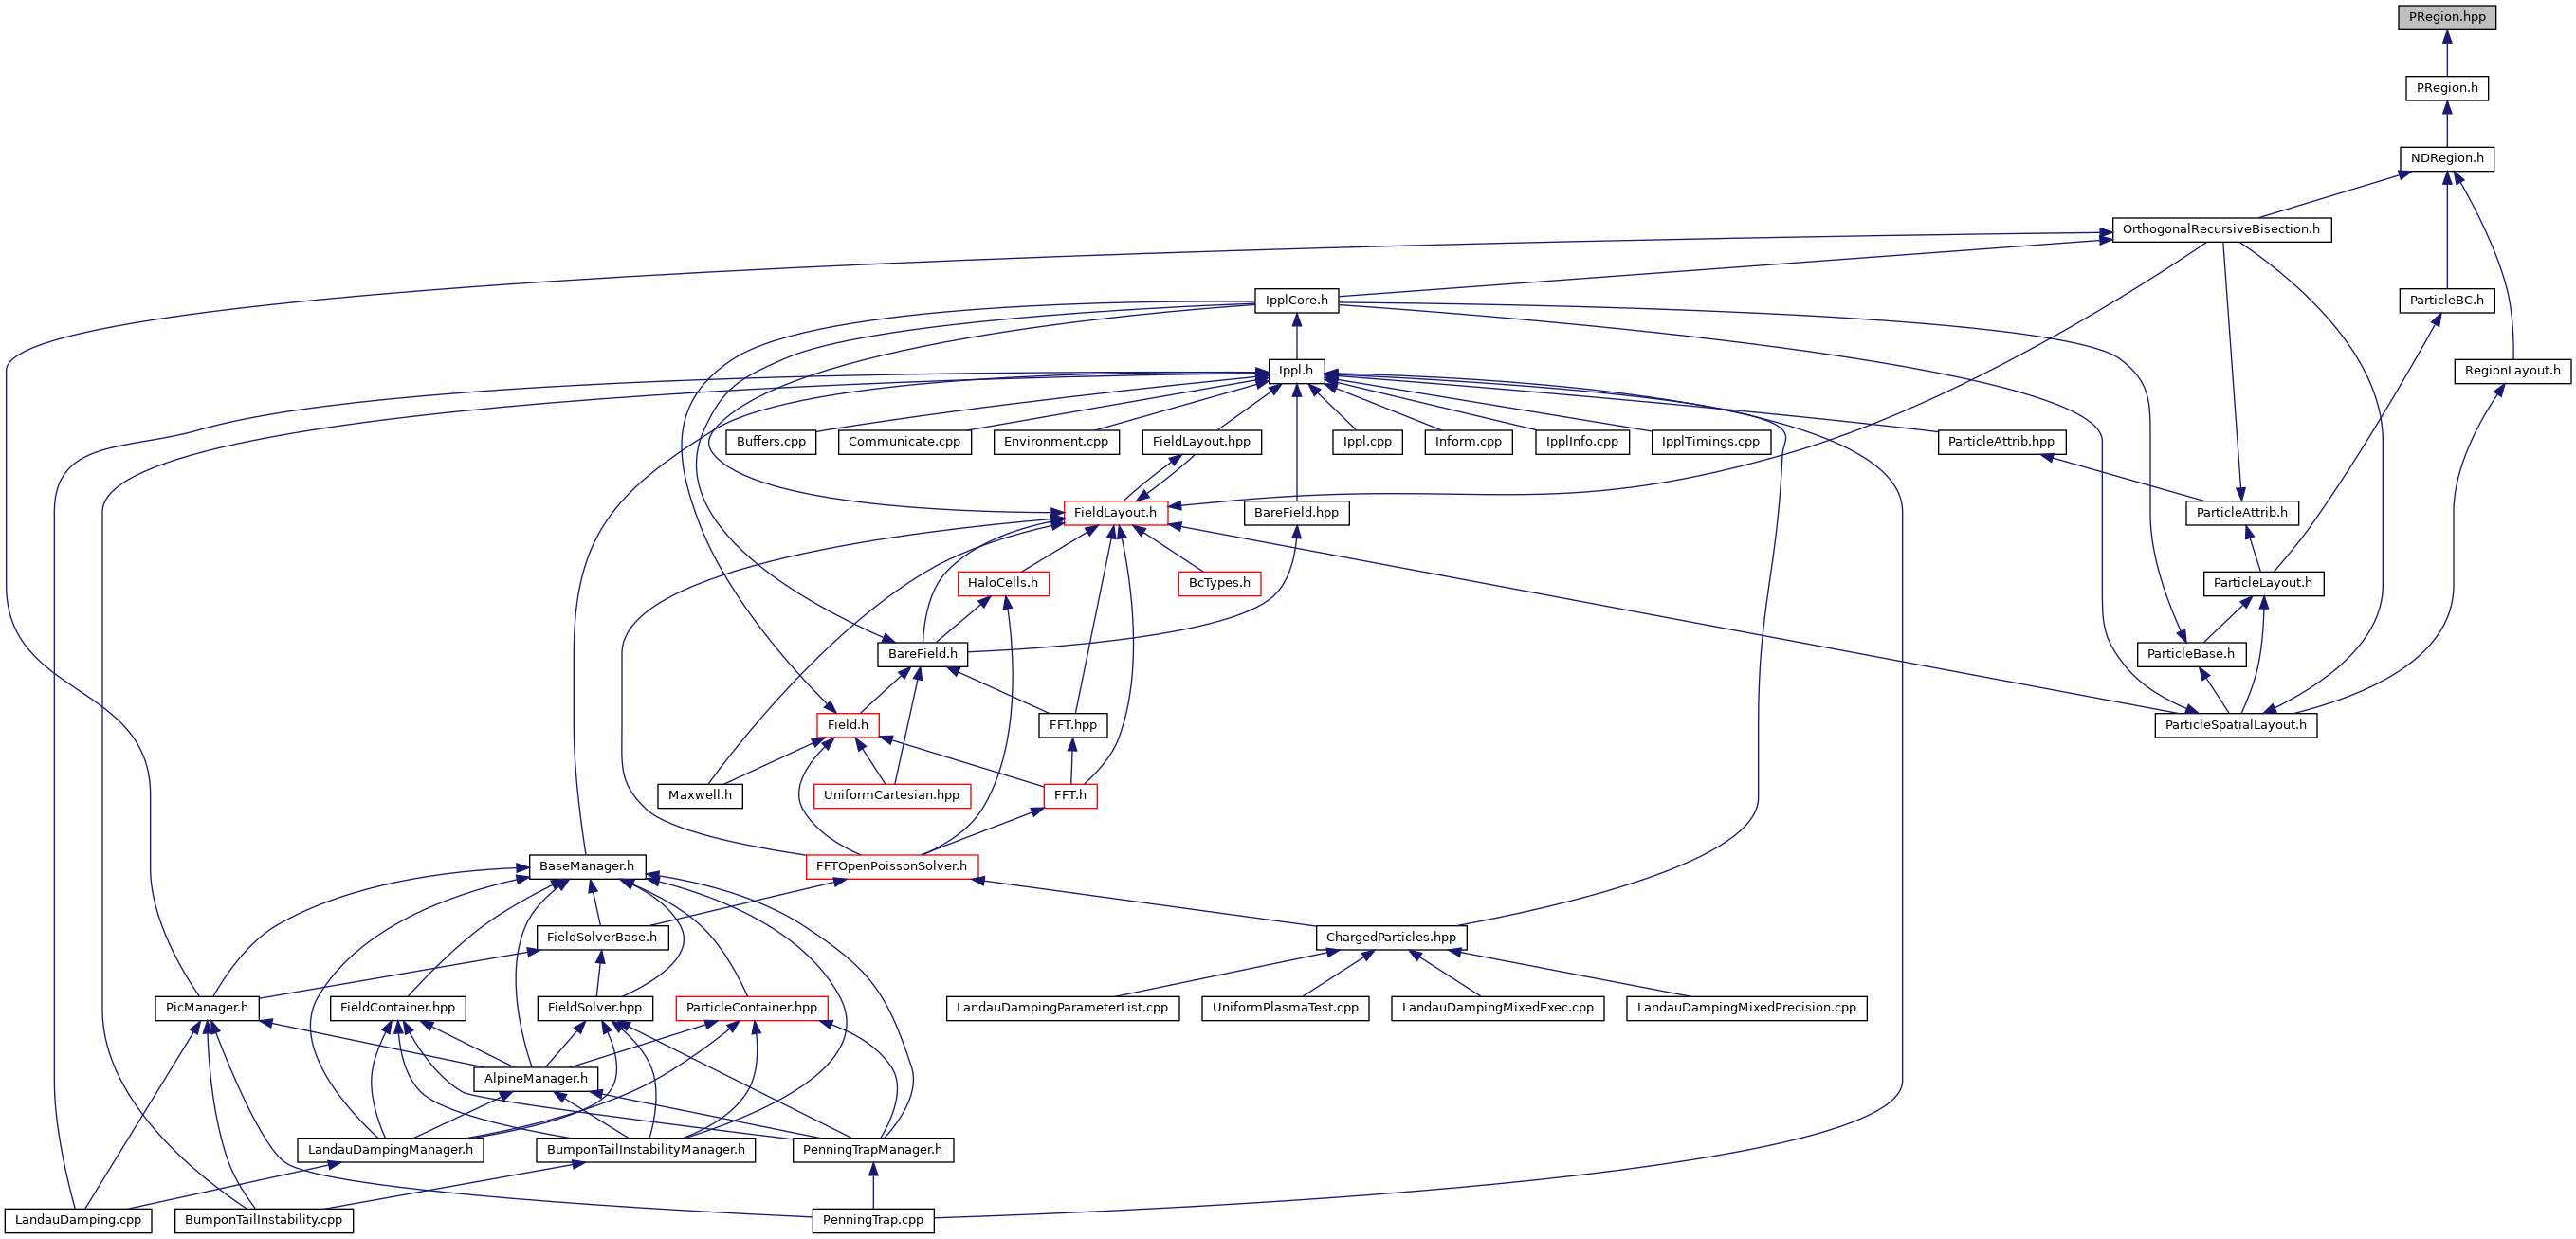 PRegion.hpp
PRegion.h
NDRegion.h
OrthogonalRecursiveBisection.h
IpplCore.h
ParticleBC.h
Ippl.h
RegionLayout.h
Buffers.cpp
Communicate.cpp
Environment.cpp
FieldLayout.hpp
Ippl.cpp
Inform.cpp
IpplInfo.cpp
IpplTimings.cpp
ParticleAttrib.hpp
FieldLayout.h
BareField.hpp
ParticleAttrib.h
HaloCells.h
BcTypes.h
ParticleLayout.h
BareField.h
ParticleBase.h
Field.h
FFT.hpp
ParticleSpatialLayout.h
Maxwell.h
UniformCartesian.hpp
FFT.h
BaseManager.h
FFTOpenPoissonSolver.h
FieldSolverBase.h
ChargedParticles.hpp
PicManager.h
FieldContainer.hpp
FieldSolver.hpp
ParticleContainer.hpp
LandauDampingParameterList.cpp
UniformPlasmaTest.cpp
LandauDampingMixedExec.cpp
LandauDampingMixedPrecision.cpp
AlpineManager.h
LandauDampingManager.h
BumponTailInstabilityManager.h
PenningTrapManager.h
LandauDamping.cpp
BumponTailInstability.cpp
PenningTrap.cpp